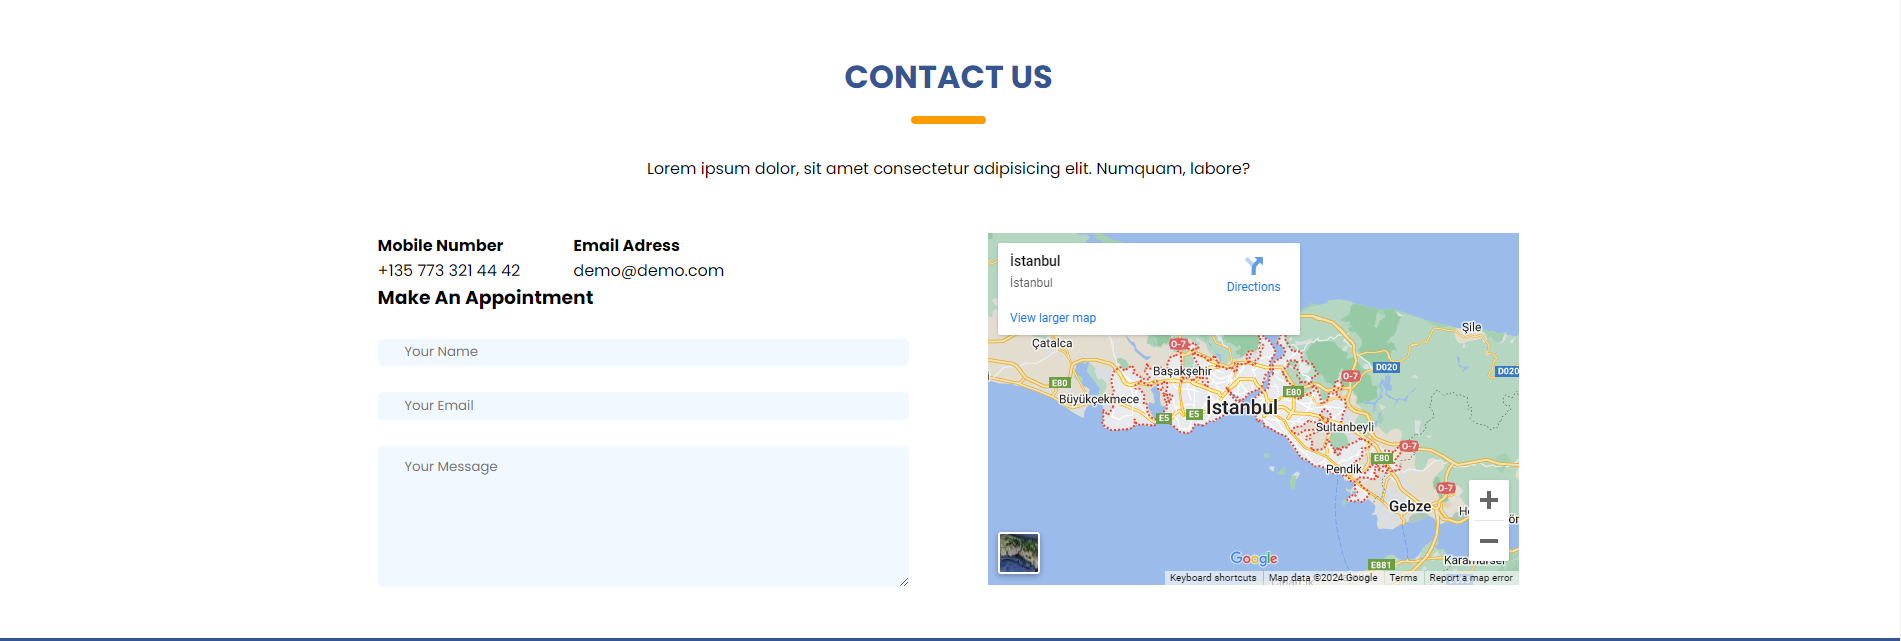 CONTACT US
Lorem ipsum dolor, sit amet consectetur adipisicing elit. Numquam, labore?
Mobile Number
+135 773 321 44 42
Email Adress
demo@demo.com
Make An Appointment
Your Name
Your Email
Your Message
İstanbul
İstanbul
Directions
View larger map
Şile
Çatalca
O-7
D020
D020
Başakşehir
O-7
E80
E80
Büyükçekmece
E5
E5
İstanbul
Sultanbeyli
O-7
E80
Pendik
O-7
Gebze
Google
E881
Keyboard shortcuts
Map data ©2024 Google
Terms
Report a map error